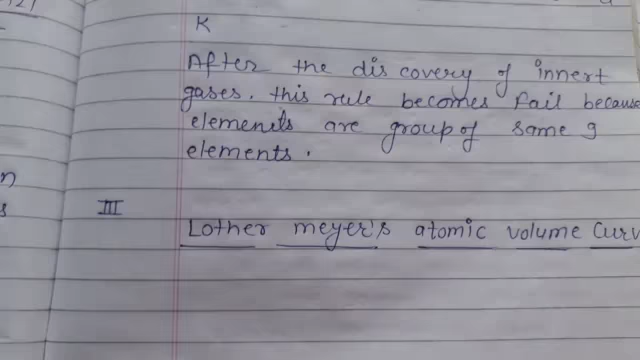 K
After the discovery of innert
gases. this rule becomes fail because
elements are group of same 9
elements.
III
Lother meyer's atomic volume Curv